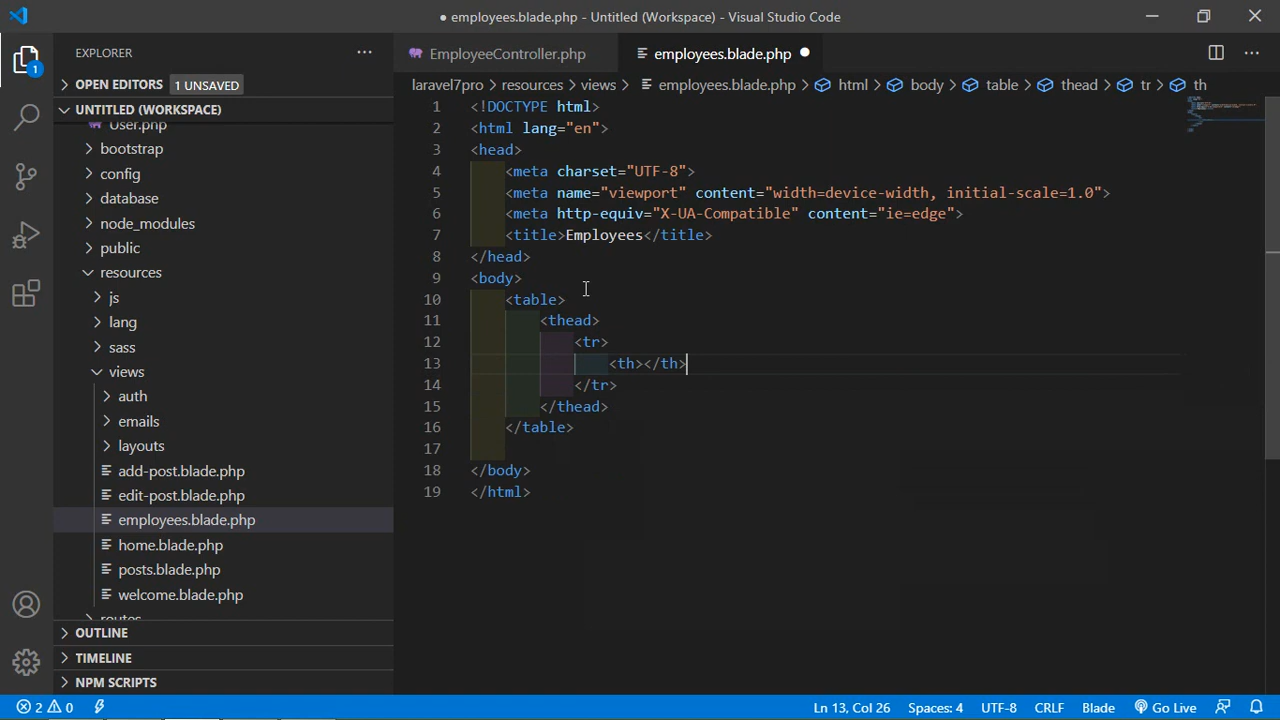 ● employees.blade.php - Untitled (Workspace) - Visual Studio Code
EXPLORER
OPEN EDITORS 1 UNSAVED
UNTITLED (WORKSPACE)
User.php
bootstrap
config
database
node_modules
public
resources
js
lang
sass
views
auth
emails
layouts
add-post.blade.php
edit-post.blade.php
employees.blade.php
home.blade.php
posts.blade.php
welcome.blade.php
routes
OUTLINE
TIMELINE
NPM SCRIPTS
1
EmployeeController.php employees.blade.php
laravel7pro > resources > views > employees.blade.php > html > body > table > thead > tr > th
1 <!DOCTYPE html>
2 <html lang="en">
3 <head>
4 <meta charset="UTF-8">
5 <meta name="viewport" content="width=device-width, initial-scale=1.0">
6 <meta http-equiv="X-UA-Compatible" content="ie=edge">
7 <title>Employees</title>
8 </head>
9 <body>
10 <table>
11 <thead>
12 <tr>
13 <th></th>
14 </tr>
15 </thead>
16 </table>
17
18 </body>
19 </html>
2 0 Ln 13, Col 26 Spaces: 4 UTF-8 CRLF Blade Go Live